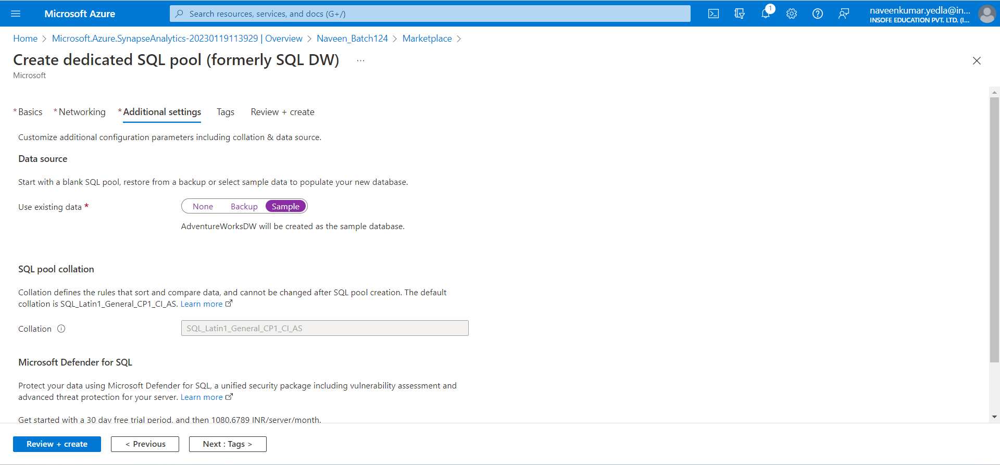 Microsoft Azure
Search resources, services, and docs (G+/)
1
naveenkumar.yedla@in...
INSOFE EDUCATION PVT. LTD. (I...
Home > Microsoft.Azure.SynapseAnalytics-20230119113929 | Overview > Naveen_Batch124 > Marketplace >
Create dedicated SQL pool (formerly SQL DW) ...
Microsoft
* Basics * Networking * Additional settings Tags Review + create
Customize additional configuration parameters including collation & data source.
Data source
Start with a blank SQL pool, restore from a backup or select sample data to populate your new database.
Use existing data * None Backup Sample
AdventureWorksDW will be created as the sample database.
SQL pool collation
Collation defines the rules that sort and compare data, and cannot be changed after SQL pool creation. The default
collation is SQL_Latin1_General_CP1_CI_AS. Learn more
Collation SQL_Latin1_General_CP1_CI_AS
Microsoft Defender for SQL
Protect your data using Microsoft Defender for SQL, a unified security package including vulnerability assessment and
advanced threat protection for your server. Learn more
Get started with a 30 day free trial period, and then 1080.6789 INR/server/month.
Review + create < Previous Next : Tags >